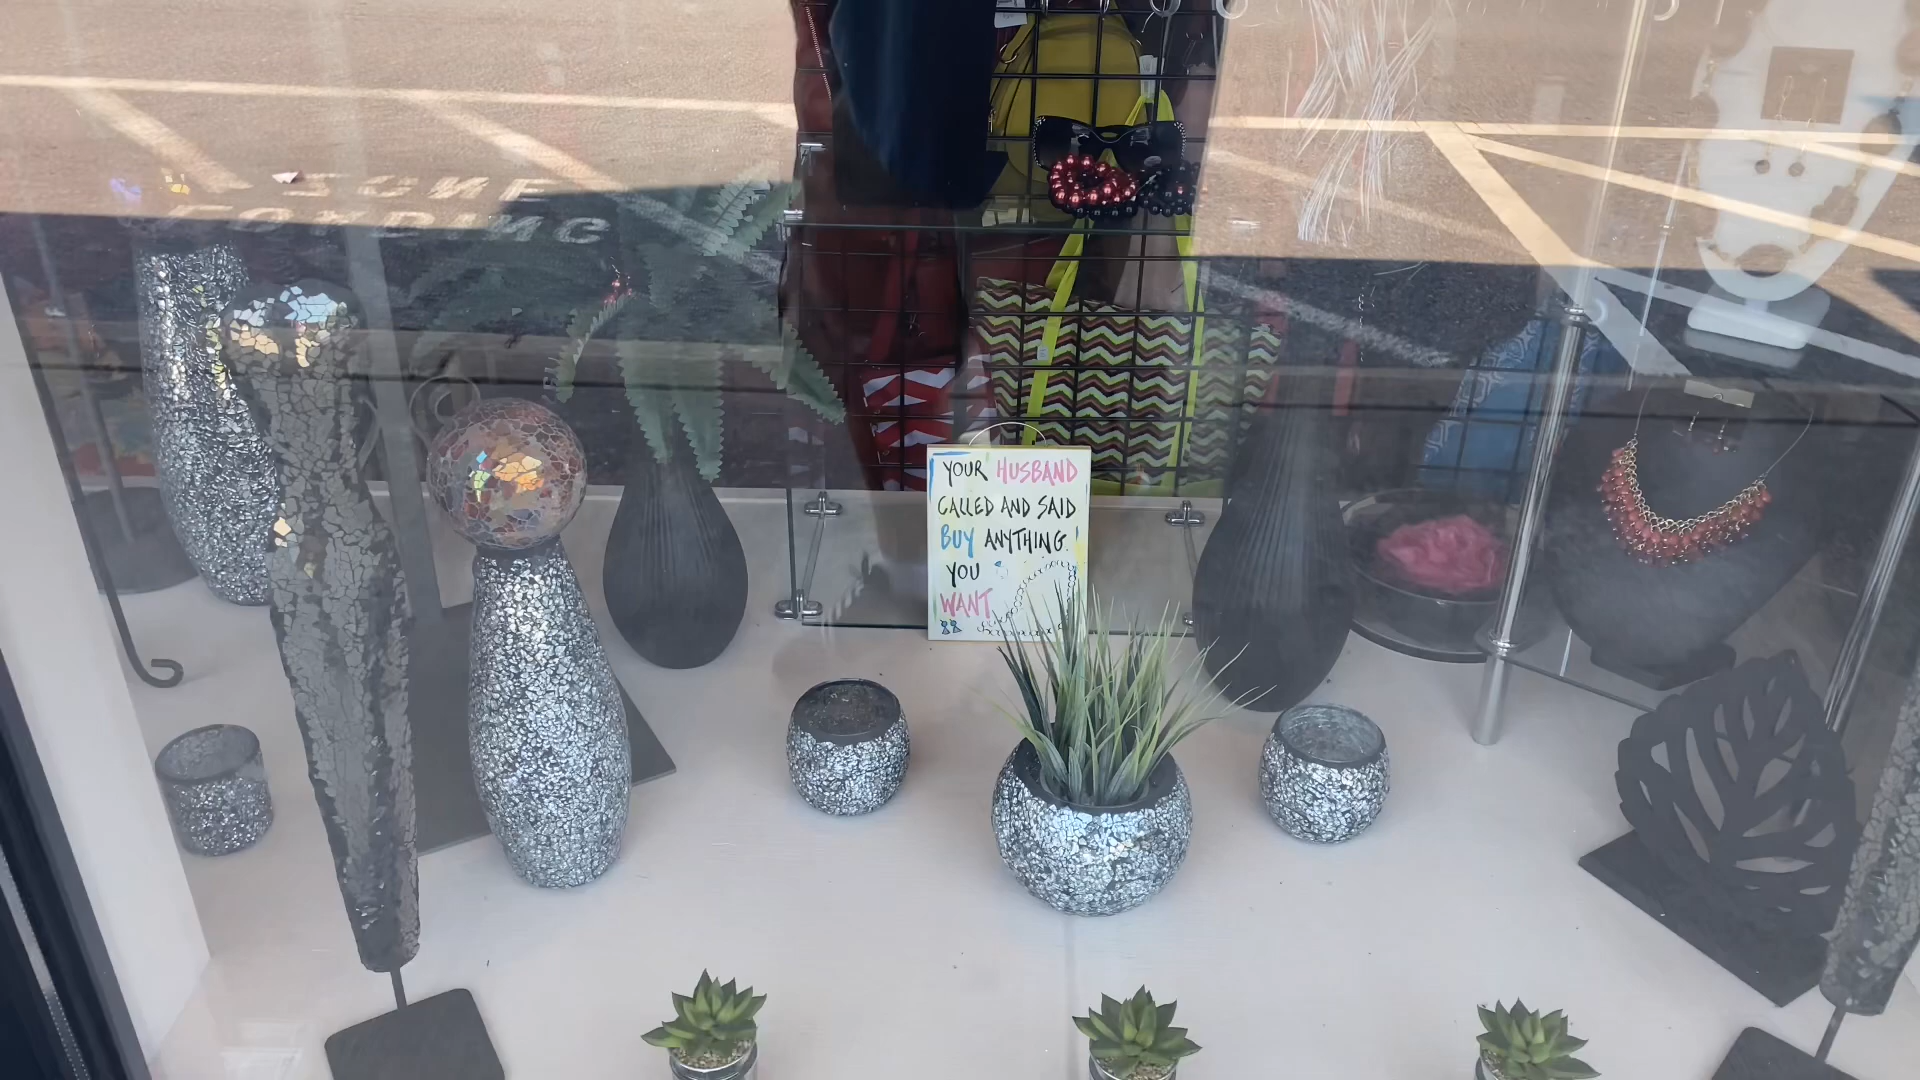 YOUR HUSBAND
CALLED AND SAID
BUY ANYTHING
YOU
WANT